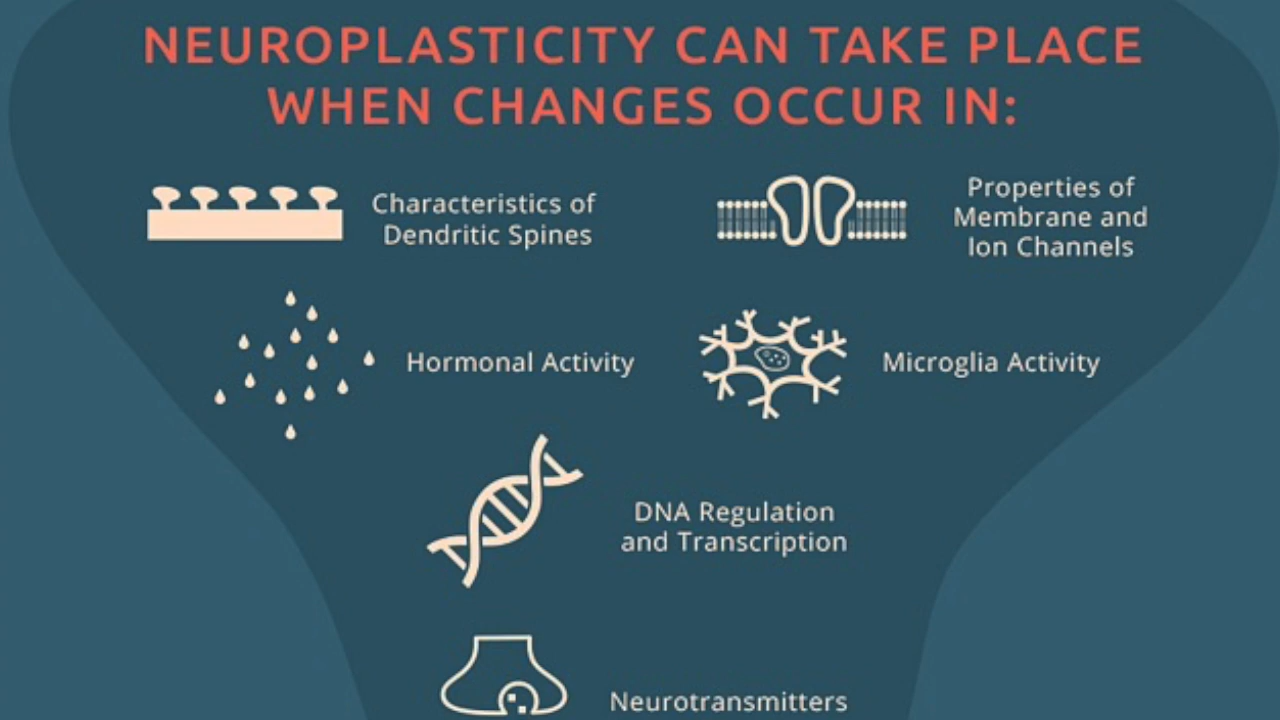 NEUROPLASTICITY CAN TAKE PLACE
WHEN CHANGES OCCUR IN:
Characteristics of
Dendritic Spines
Properties of
Membrane and
Ion Channels
Hormonal Activity
Microglia Activity
DNA Regulation
and Transcription
Neurotransmitters